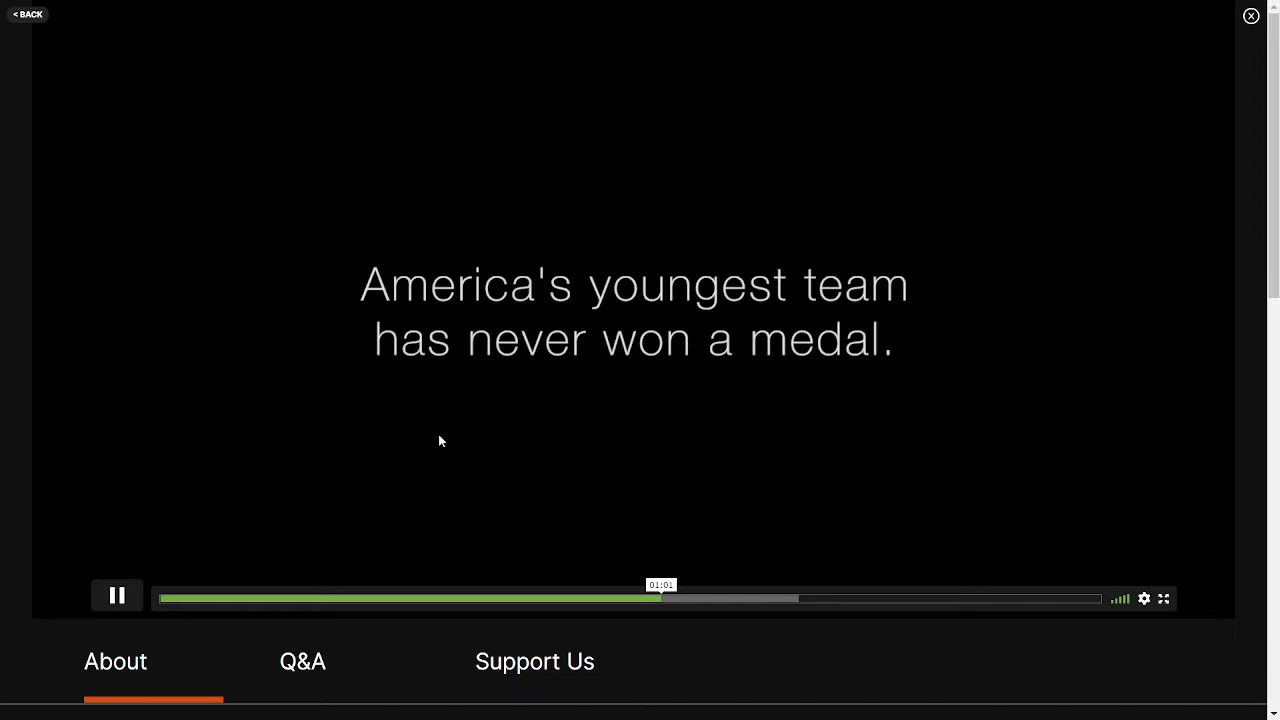 < BACK
America's youngest team
has never won a medal.
01:01
About
Q&A
Support Us